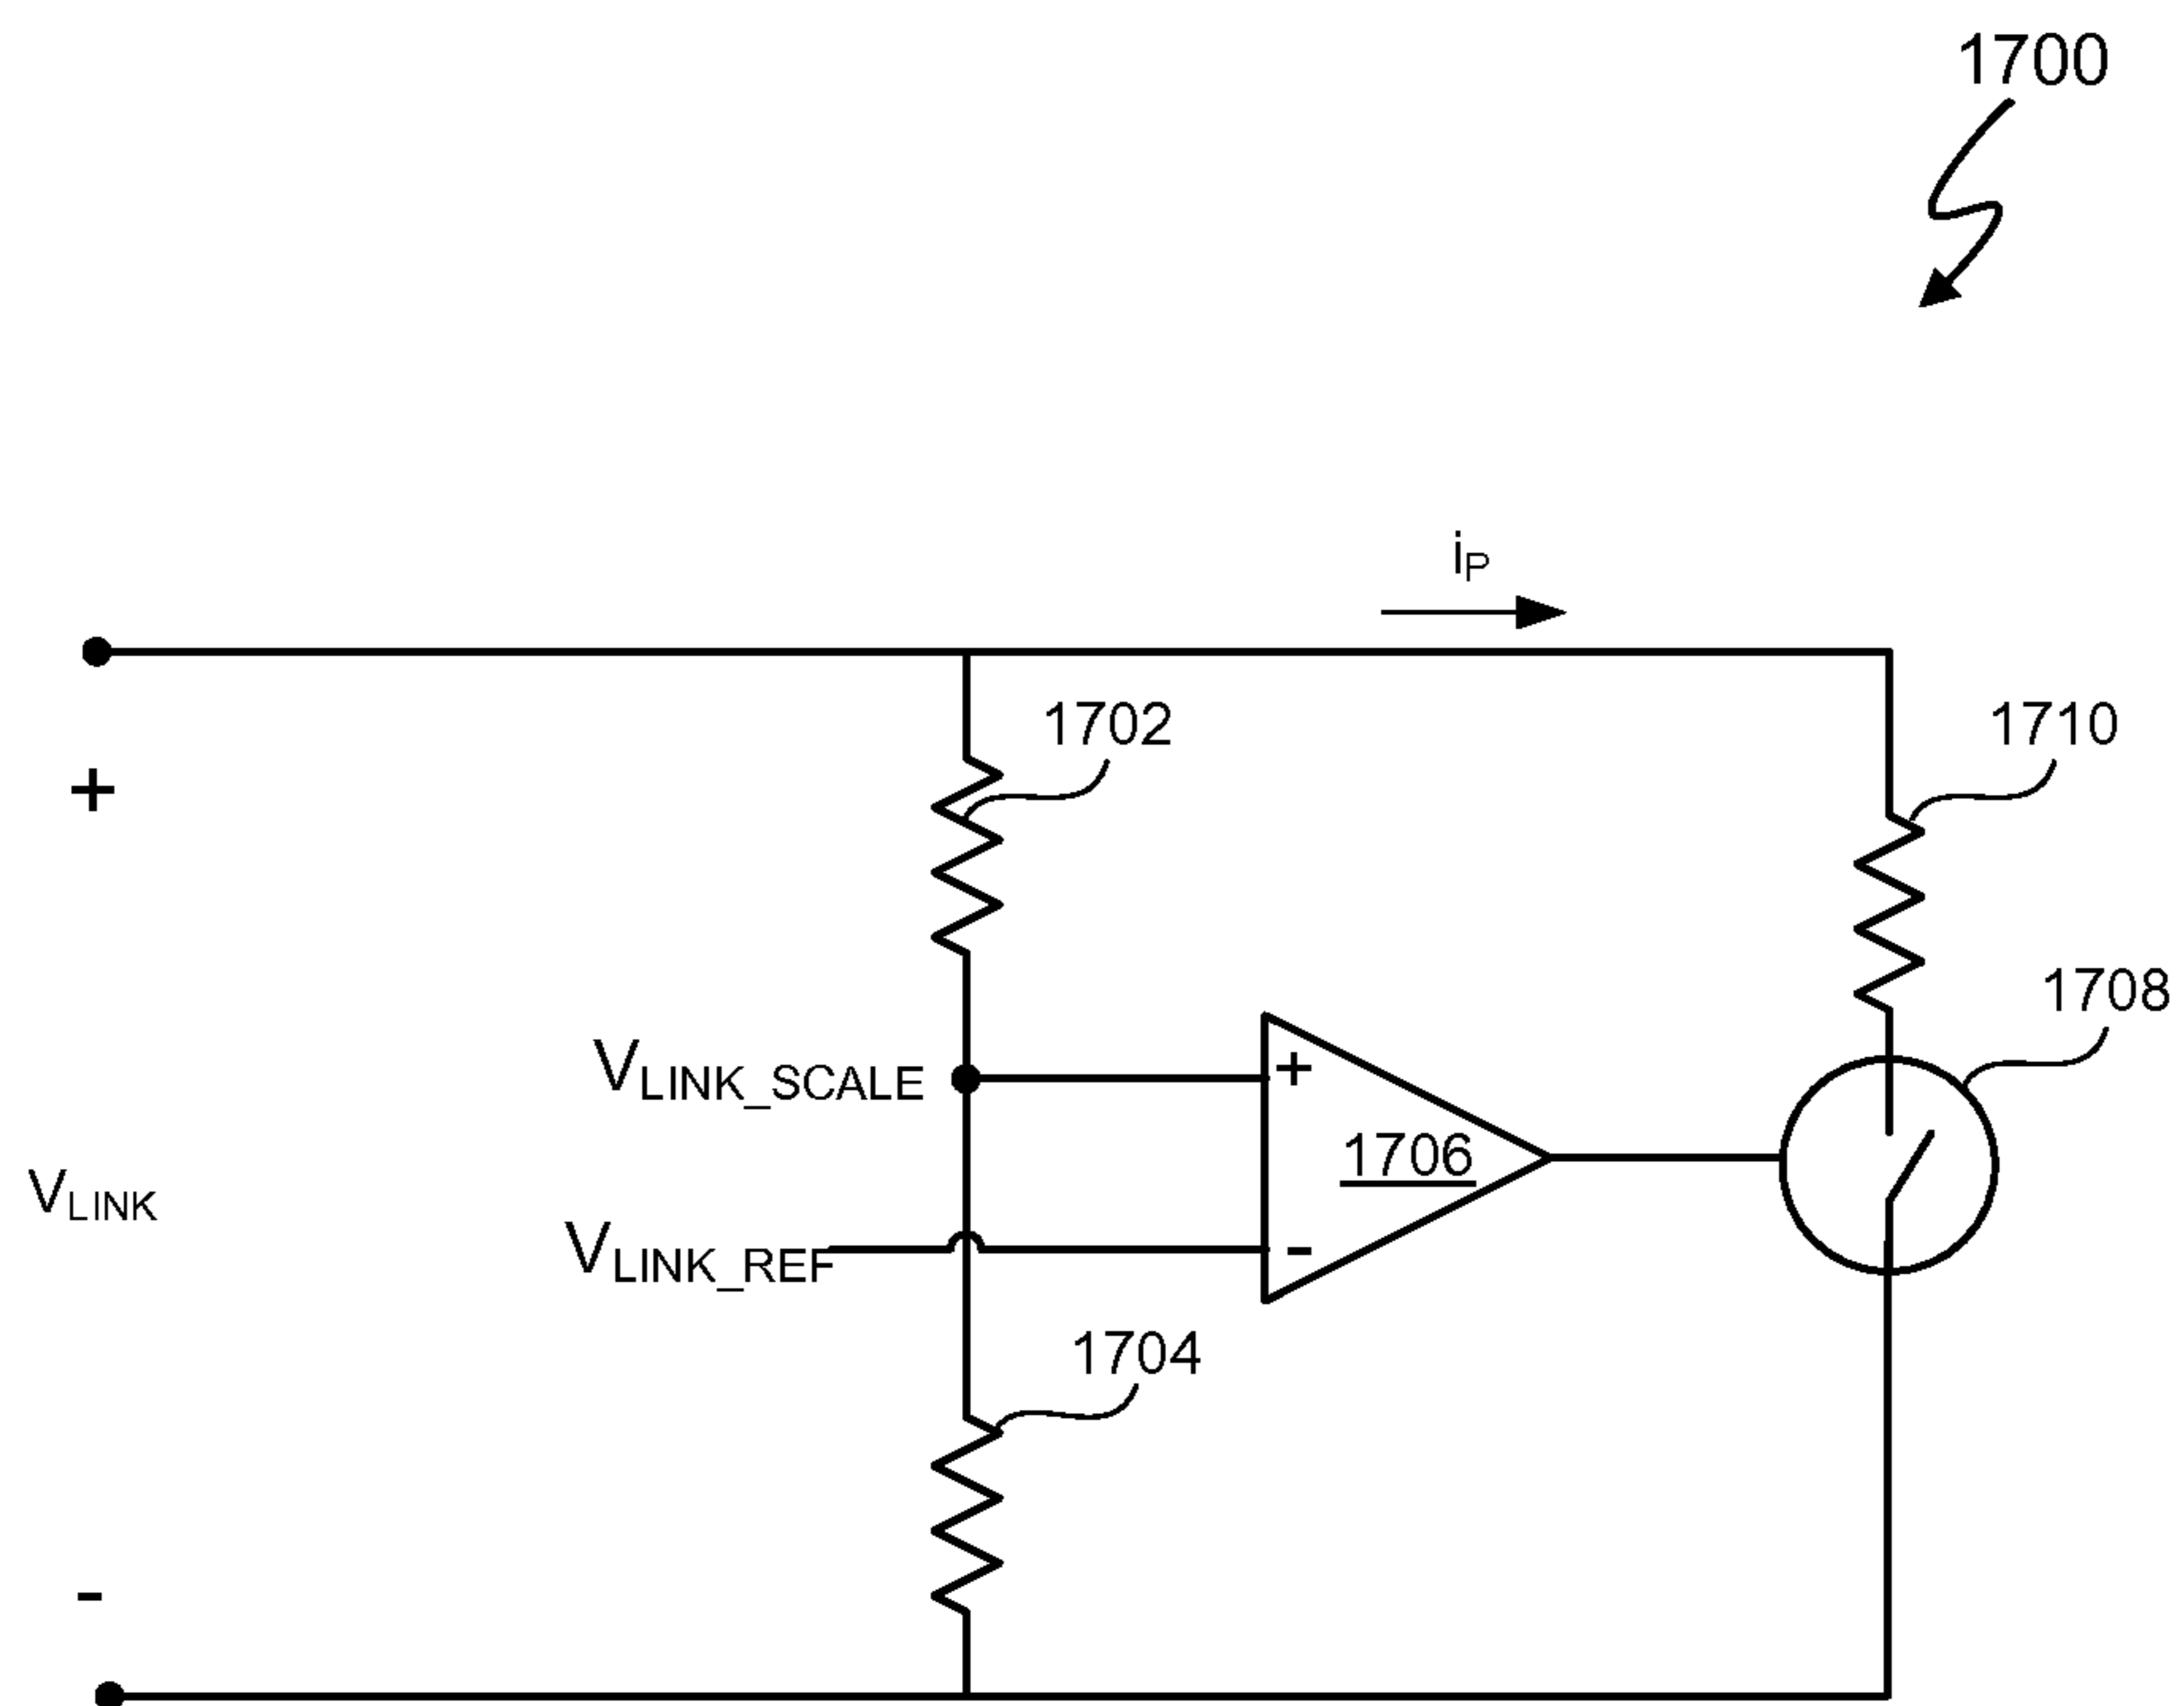 1700
iP
1702
1710
+
1708
VLINK_SCALE
+
1706
VLINK
VLINK_REF
-
1704
-